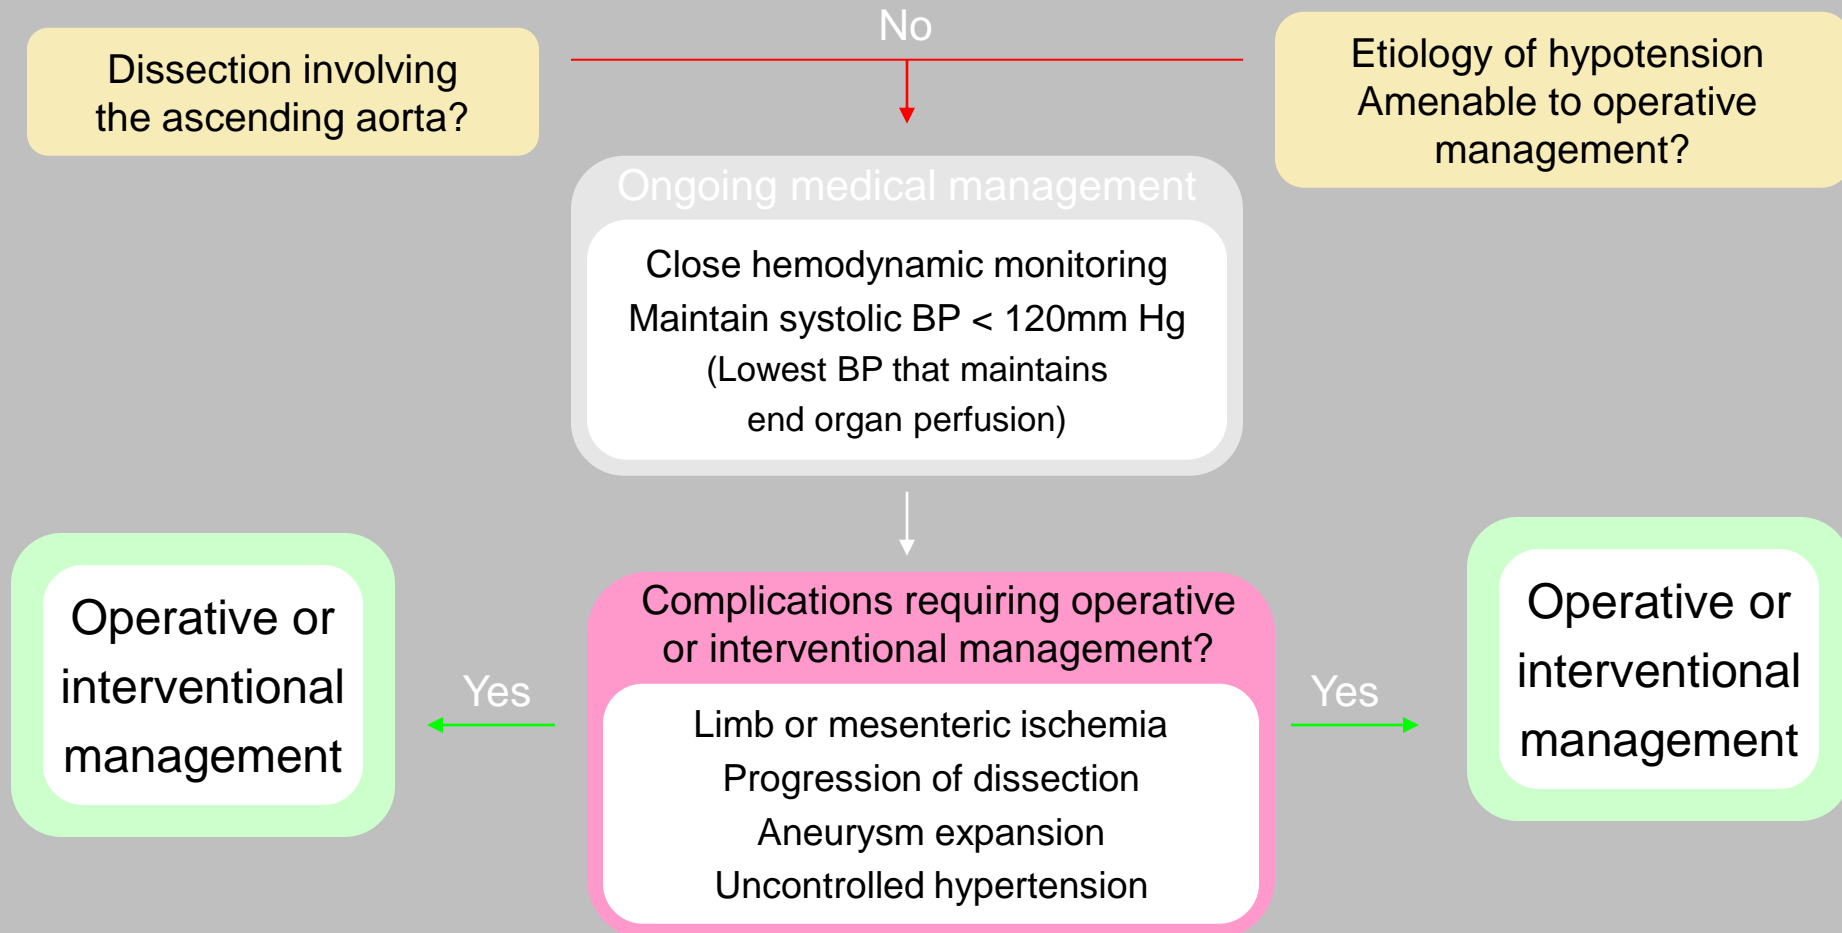 No
Dissection involving
the ascending aorta?
Etiology of hypotension
Amenable to operative
management?
Ongoing medical management
Close hemodynamic monitoring
Maintain systolic BP < 120mm Hg
(Lowest BP that maintains
end organ perfusion)
Operative or
interventional
management
Yes
Complications requiring operative
or interventional management?
Limb or mesenteric ischemia
Progression of dissection
Aneurysm expansion
Uncontrolled hypertension
Yes
Operative or
interventional
management